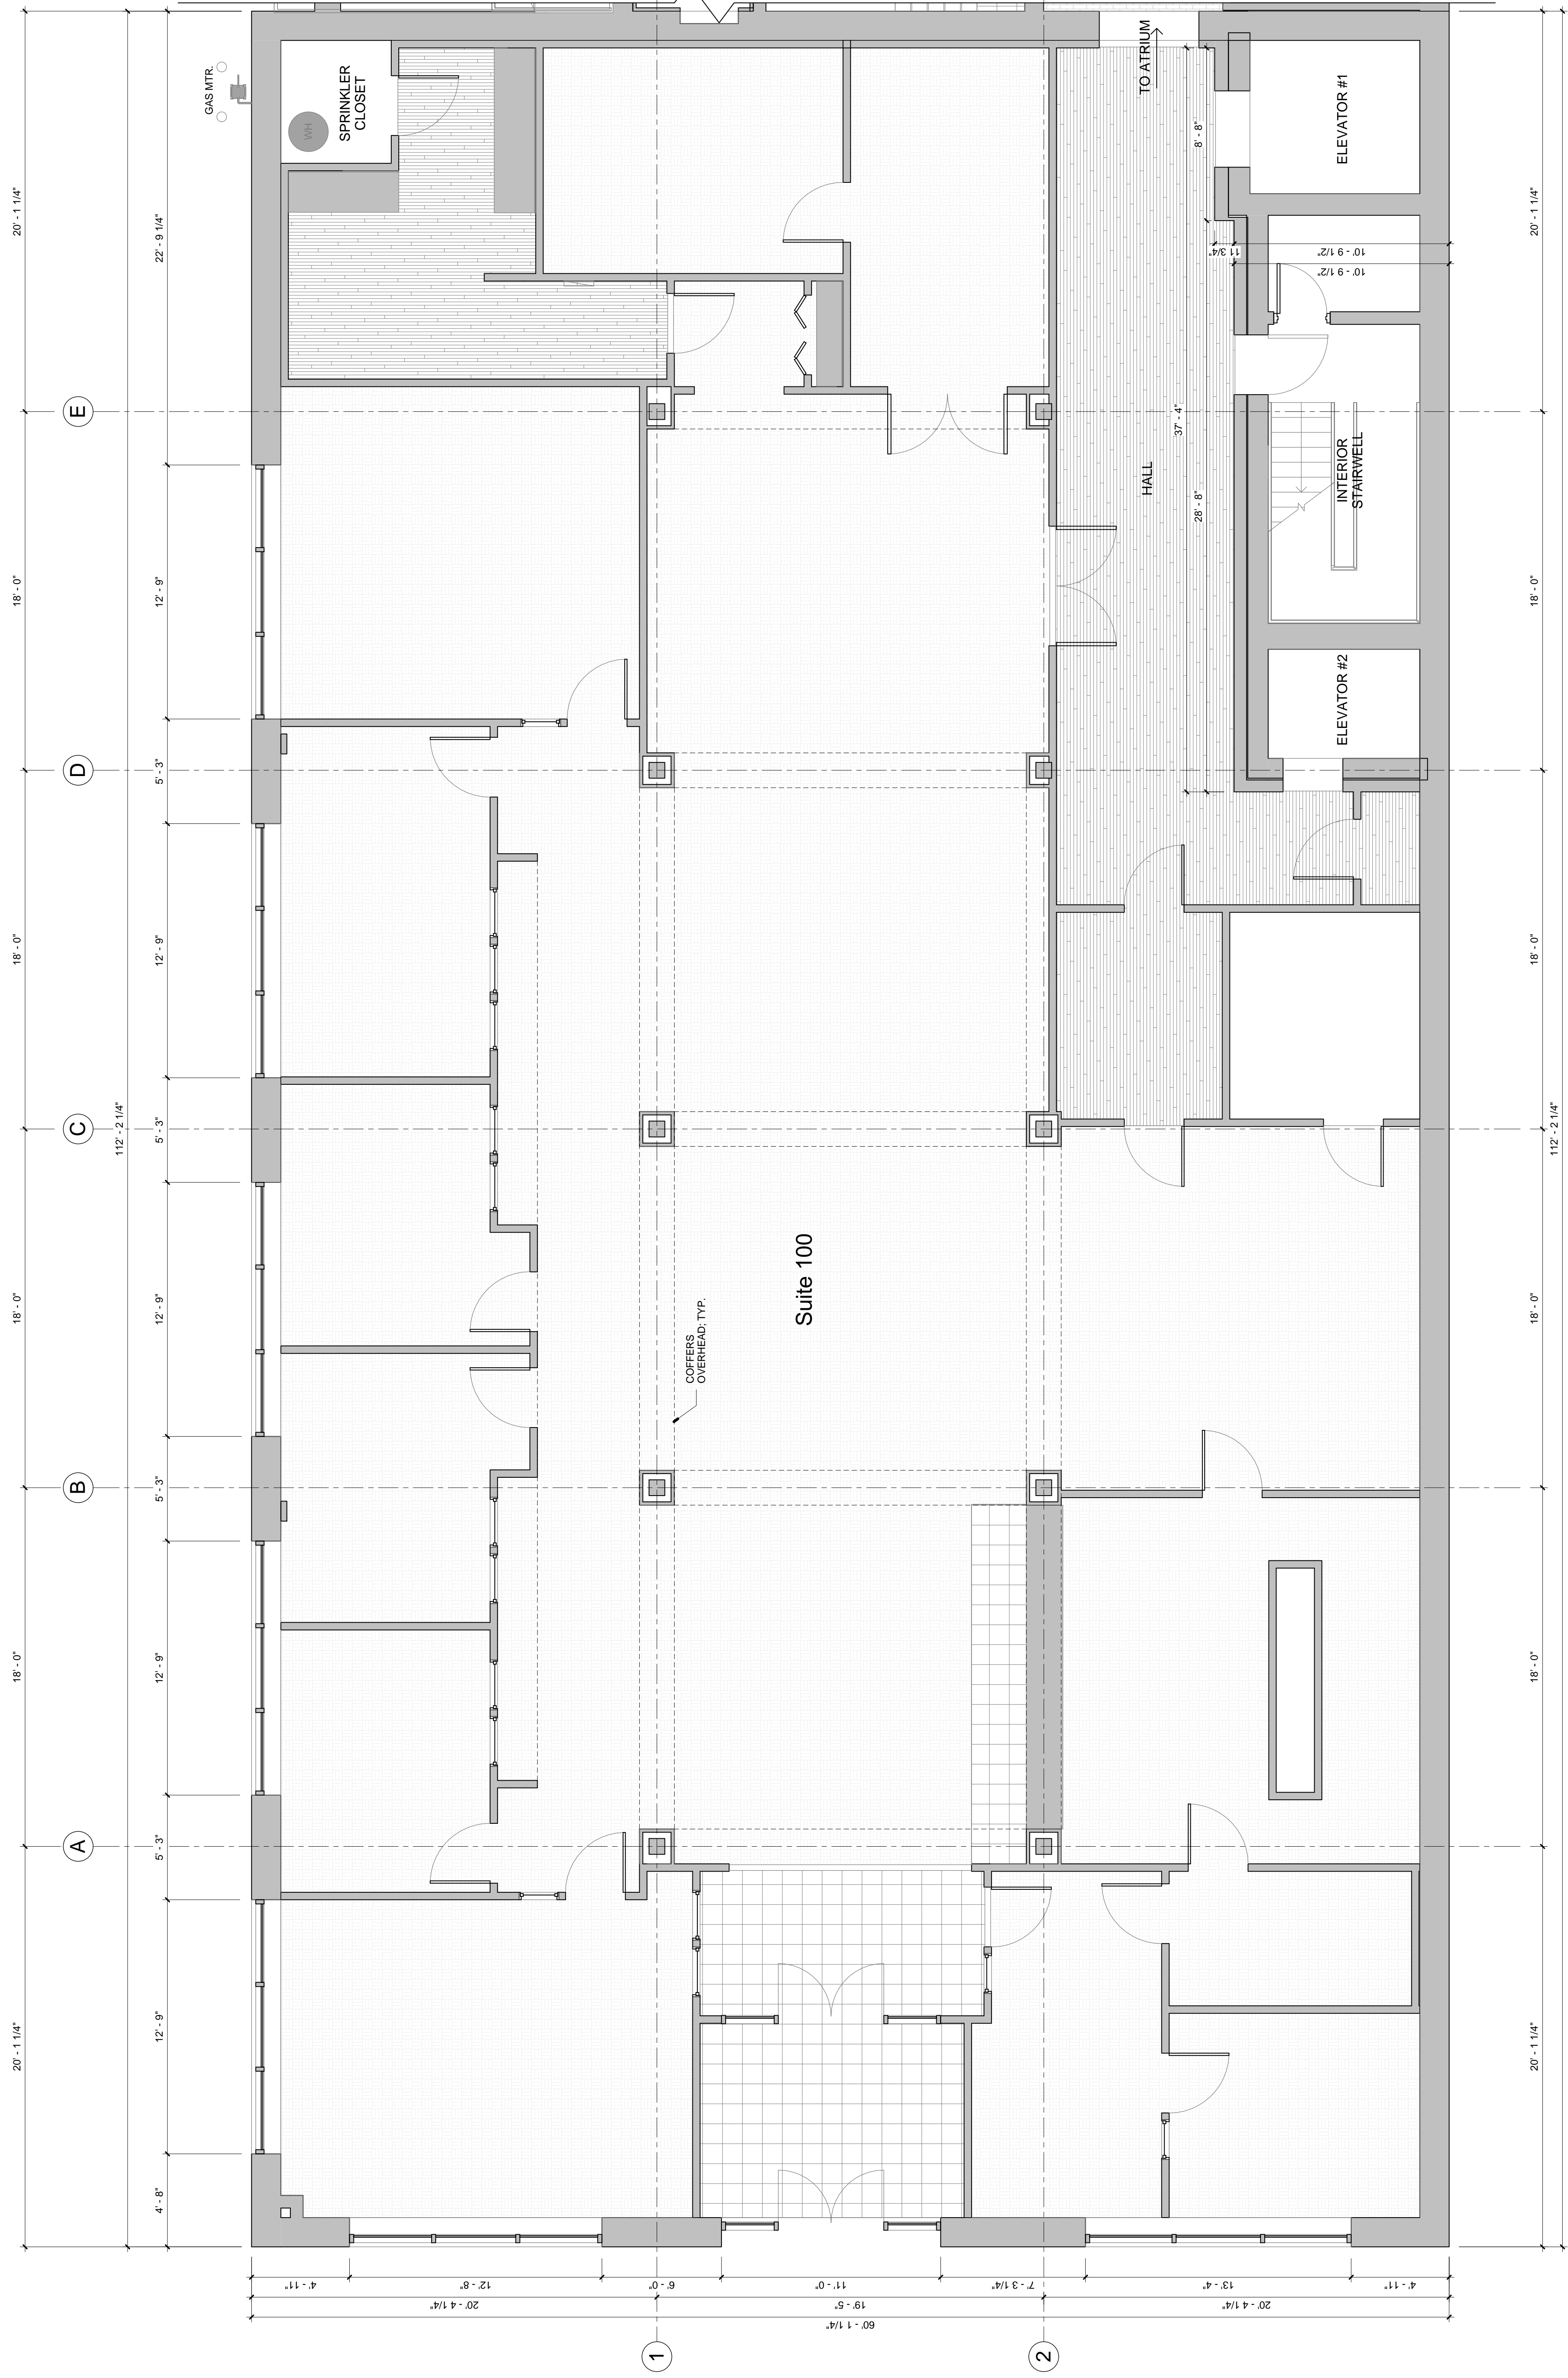 GAS MTR.
WH
SPRINKLER
CLOSET
TO ATRIUM
ELEVATOR #1
20' - 1 1/4"
22' - 9 1/4"
8' - 8"
11 3/4"
10' - 9 1/2"
10' - 9 1/2"
20' - 1 1/4"
E
37' - 4"
HALL
28' - 8"
INTERIOR
STAIRWELL
18' - 0"
12' - 9"
18' - 0"
ELEVATOR #2
D
5' - 3"
18' - 0"
12' - 9"
18' - 0"
C
112' - 2 1/4"
5' - 3"
112' - 2 1/4"
Suite 100
COFFERS
OVERHEAD; TYP.
18' - 0"
12' - 9"
18' - 0"
B
5' - 3"
18' - 0"
12' - 9"
18' - 0"
A
5' - 3"
20' - 1 1/4"
12' - 9"
20' - 1 1/4"
4' - 8"
4' - 11"
12' - 8"
6' - 0"
11' - 0"
7' - 3 1/4"
13' - 4"
4' - 11"
20' - 4 1/4"
19' - 5"
20' - 4 1/4"
60' - 1 1/4"
1
2